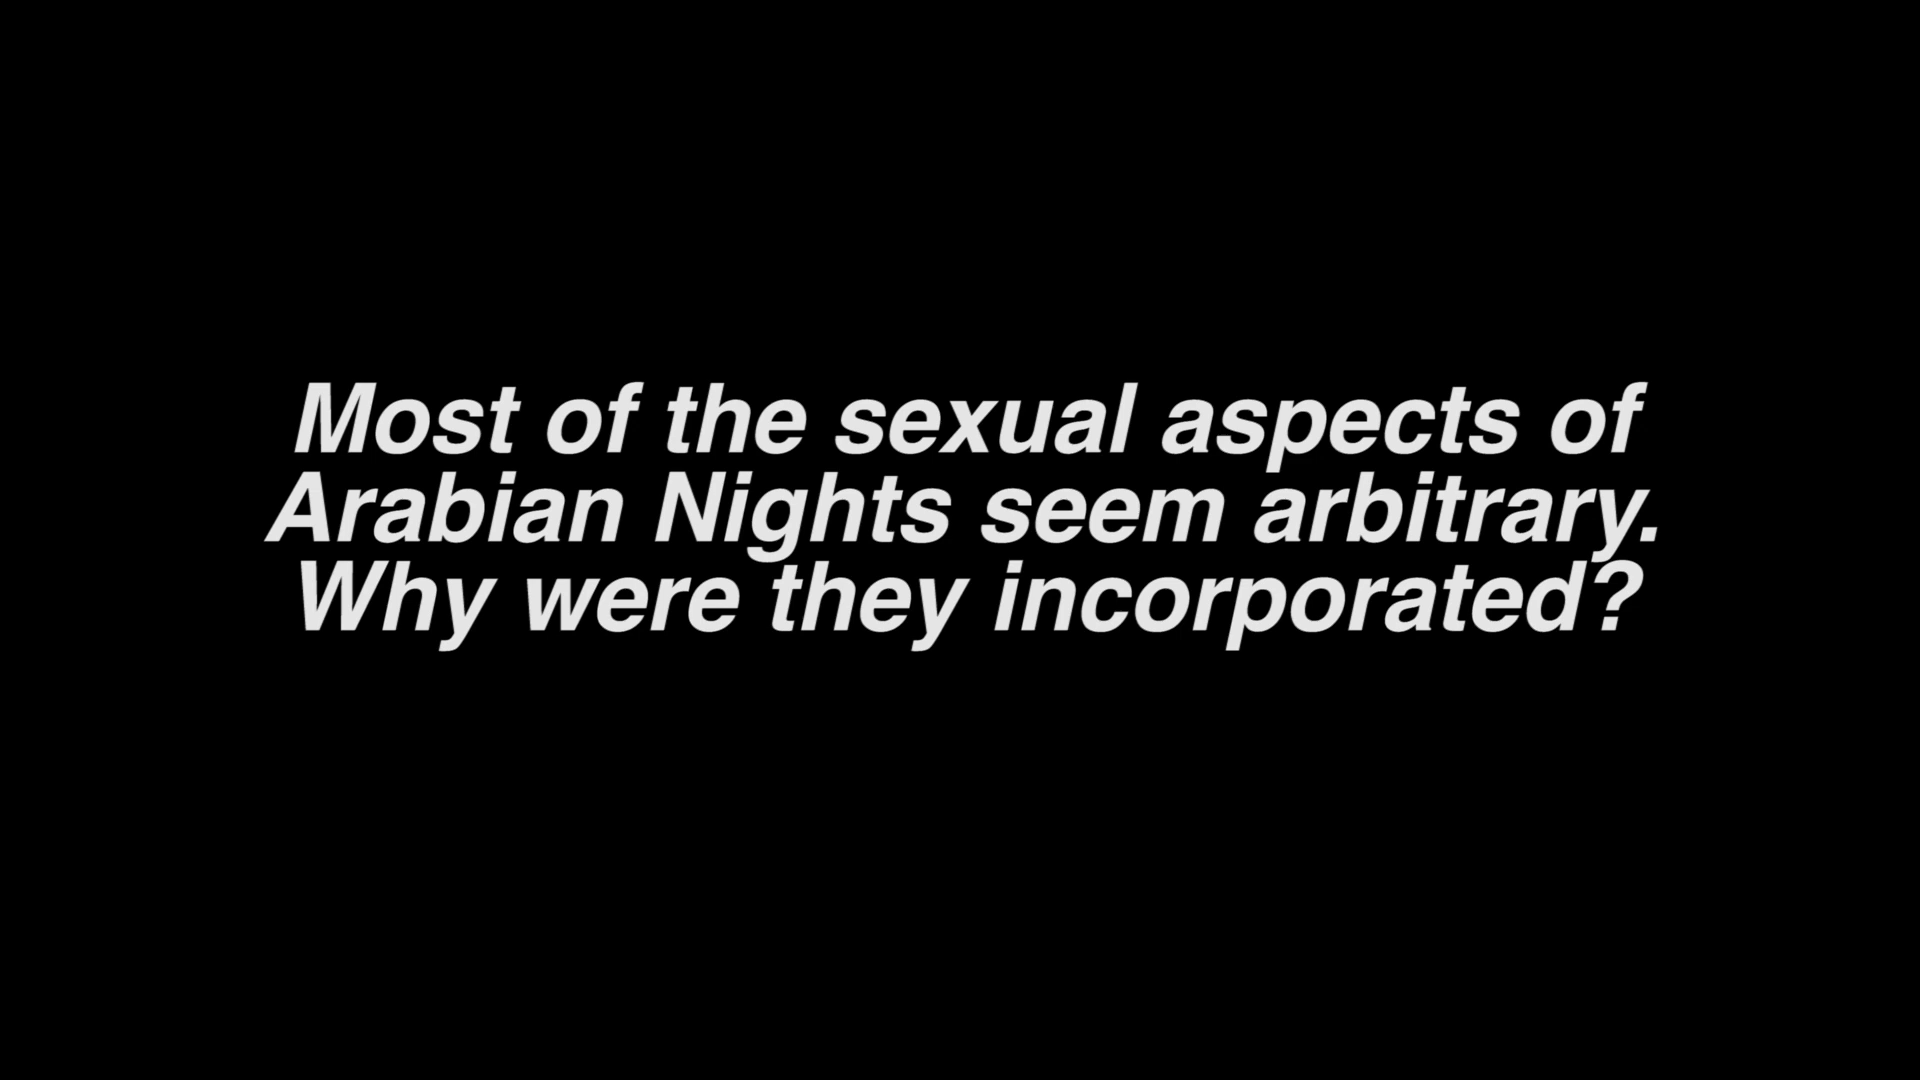 Most of the sexual aspects of
Arabian Nights seem arbitrary.
Why were they incorporated?